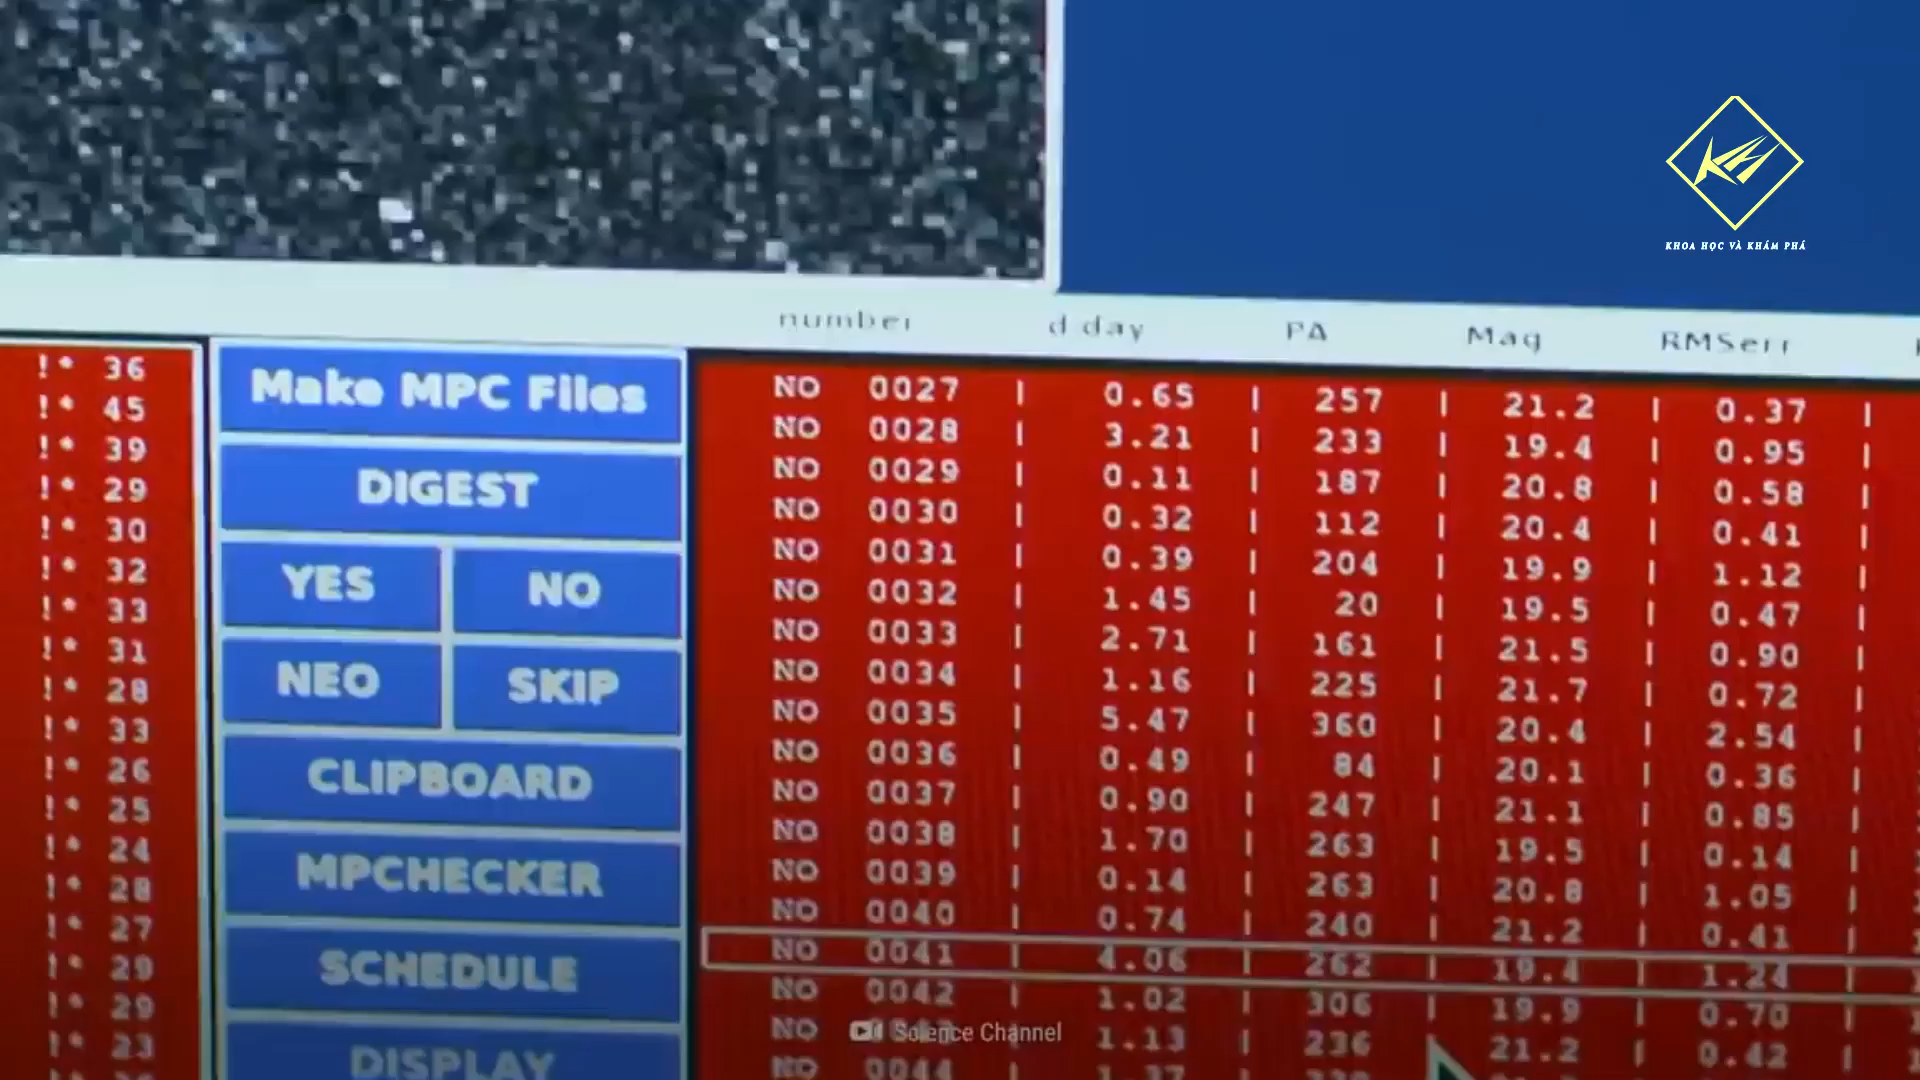 KHOA HỌC VÀ KHÁM PHÁ
number d day PA Mag RMSerr
!* 36
!* 45
!* 39
!* 29
!* 30
!* 32
!* 33
!* 31
!* 28
!* 33
!* 26
!* 25
!* 24
!* 28
!* 27
!* 29
!* 29
!* 23
Make MPC Files
DIGEST
YES NO
NEO SKIP
CLIPBOARD
MPCHECKER
SCHEDULE
DISPLAY
NO 0027 | 0.65 | 257 | 21.2 | 0.37 |
NO 0028 | 3.21 | 233 | 19.4 | 0.95 |
NO 0029 | 0.11 | 187 | 20.8 | 0.58 |
NO 0030 | 0.32 | 112 | 20.4 | 0.41 |
NO 0031 | 0.39 | 204 | 19.9 | 1.12 |
NO 0032 | 1.45 | 20 | 19.5 | 0.47 |
NO 0033 | 2.71 | 161 | 21.5 | 0.90 |
NO 0034 | 1.16 | 225 | 21.7 | 0.72 |
NO 0035 | 5.47 | 360 | 20.4 | 2.54 |
NO 0036 | 0.49 | 84 | 20.1 | 0.36 |
NO 0037 | 0.90 | 247 | 21.1 | 0.85 |
NO 0038 | 1.70 | 263 | 19.5 | 0.14 |
NO 0039 | 0.14 | 263 | 20.8 | 1.05 |
NO 0040 | 0.74 | 240 | 21.2 | 0.41 |
NO 0041 | 4.06 | 262 | 19.4 | 1.24 |
NO 0042 | 1.02 | 306 | 19.9 | 0.70 |
NO | 1.13 | 236 | 21.2 | 0.42 |
NO 0044 1.37
Science Channel